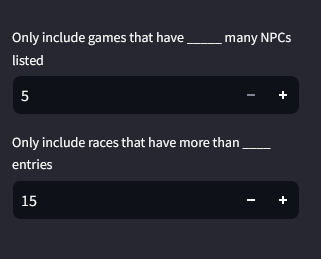 Only include games that have _____ many NPCs
listed
5 − +
Only include races that have more than ____
entries
15 − +